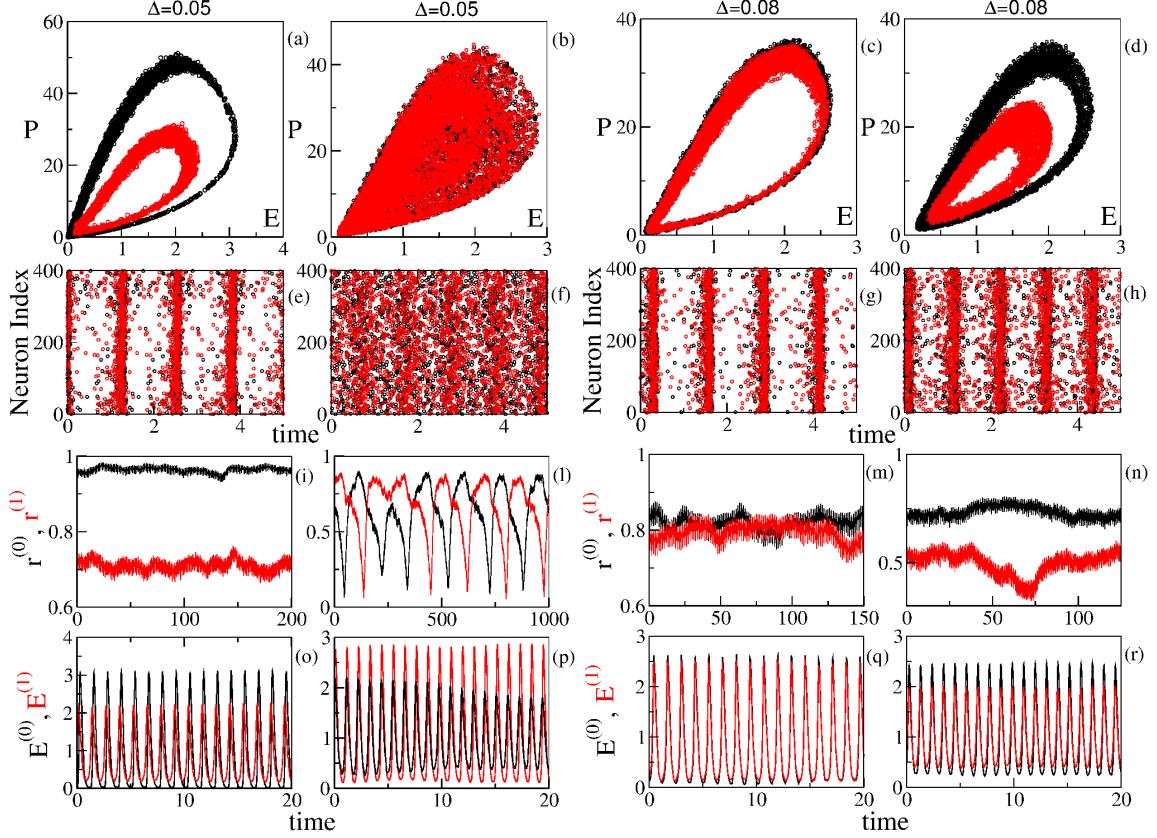 Δ=0.05 Δ=0.05 Δ=0.08 Δ=0.08
60 50 40 40
(a) (b) (c) (d)
40 40
P P P P
30
20 20
20 20
10
E E E E
0 0 0 0
0 1 2 3 4 0 1 2 3 0 1 2 3 0 1 2 3
400 400 400 400
(e) (f) (g) (h)
Neuron Index Neuron Index
200 200 200 200
0 0 0 0
0 2 4 0 2 4 0 2 4 0 2 4
time time
1 1 1 1
(i) (l) (m) (n)
r(0), r(1) r(0), r(1)
0.8 0.5 0.8 0.5
0.6 0 0.6
0 100 200 0 500 1000 0 50 100 150 0 50 100
4 3 3 3
(o) (p) (q) (r)
3
E(0), E(1) E(0), E(1)
2 2 2 2
1 1 1 1
0 0 0 0
0 10 20 0 10 20 0 10 20 0 10 20
time time